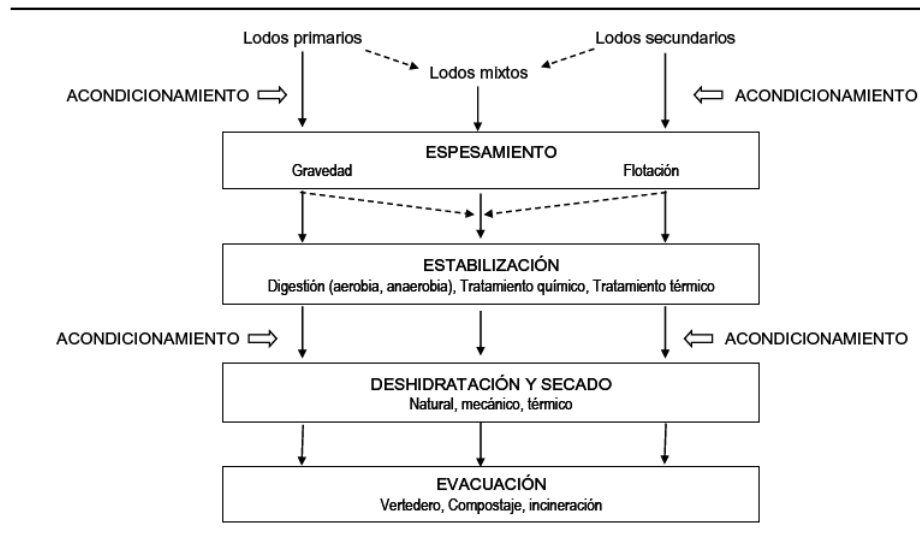 Lodos primarios
Lodos secundarios
Lodos mixtos
ACONDICIONAMIENTO
ACONDICIONAMIENTO
ESPESAMIENTO
Gravedad
Flotación
ESTABILIZACIÓN
Digestión (aerobia, anaerobia), Tratamiento químico, Tratamiento térmico
ACONDICIONAMIENTO
ACONDICIONAMIENTO
DESHIDRATACIÓN Y SECADO
Natural, mecánico, térmico
EVACUACIÓN
Vertedero, Compostaje, incineración